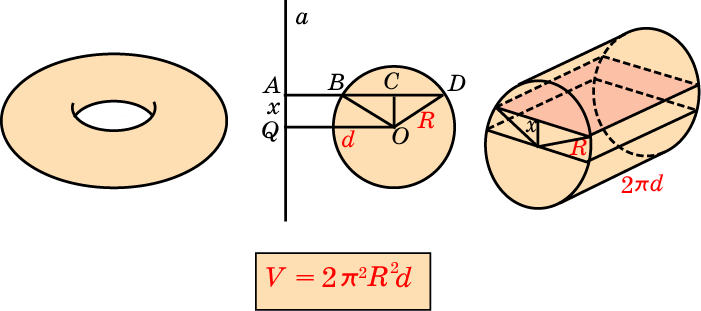 a
A B C D
x
Q d O R
x R
2πd
V = 2π²R²d